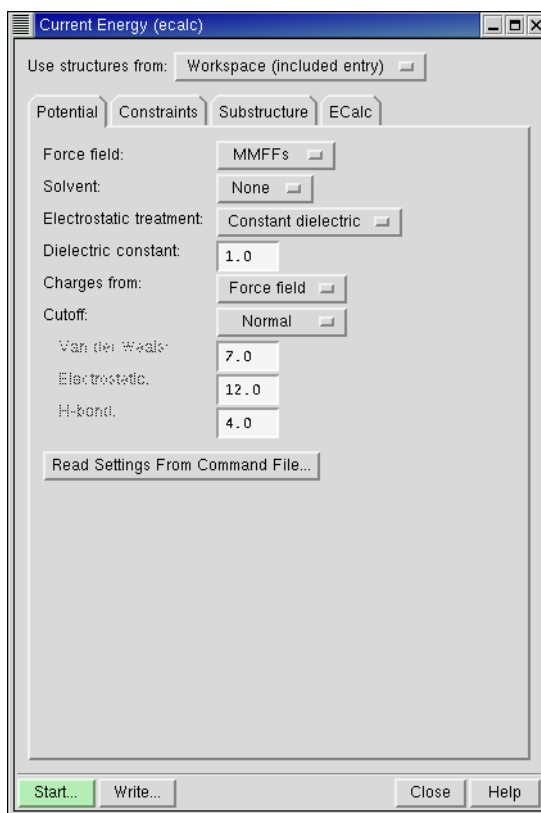 Current Energy (ecalc)
Use structures from: Workspace (included entry)
Potential Constraints Substructure ECalc
Force field: MMFFs
Solvent: None
Electrostatic treatment: Constant dielectric
Dielectric constant: 1.0
Charges from: Force field
Cutoff: Normal
Van der Waals: 7.0
Electrostatic: 12.0
H-bond: 4.0
Read Settings From Command File...
Start... Write... Close Help